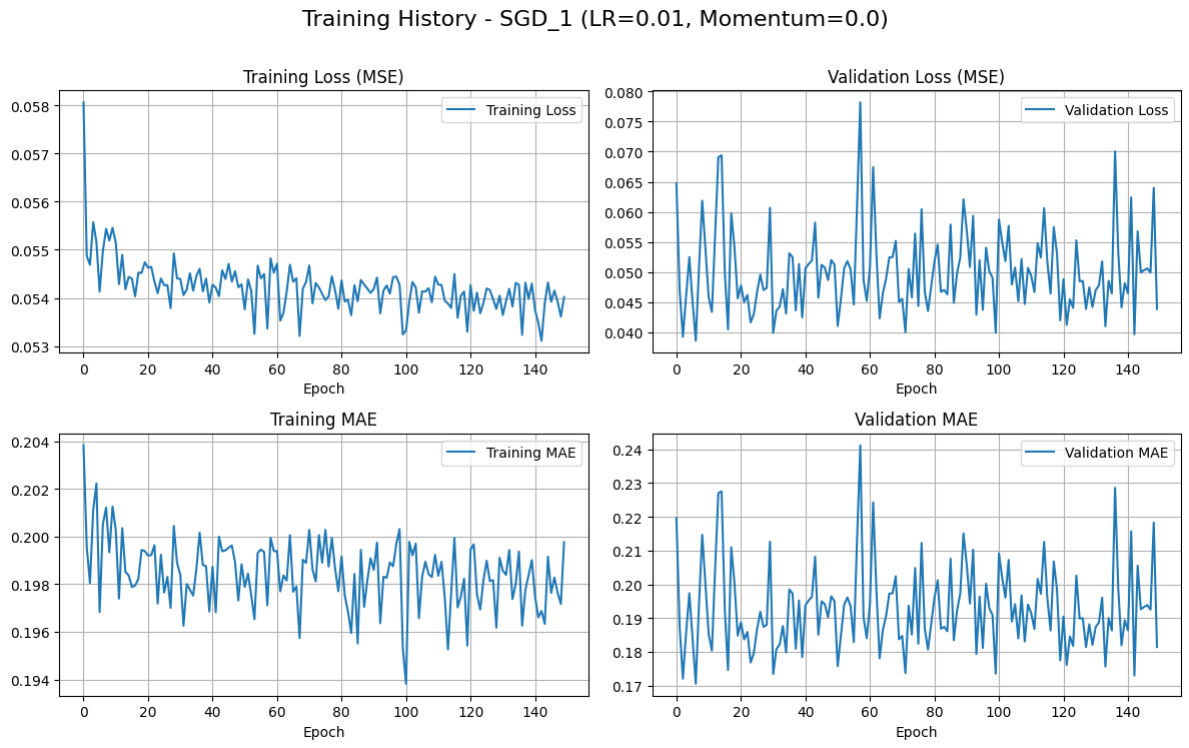 Training History - SGD_1 (LR=0.01, Momentum=0.0)
Training Loss (MSE)
Training Loss
0.058
0.057
0.056
0.055
0.054
0.053
0 20 40 60 80 100 120 140
Epoch
Validation Loss (MSE)
Validation Loss
0.080
0.075
0.070
0.065
0.060
0.055
0.050
0.045
0.040
0 20 40 60 80 100 120 140
Epoch
Training MAE
Training MAE
0.204
0.202
0.200
0.198
0.196
0.194
0 20 40 60 80 100 120 140
Epoch
Validation MAE
Validation MAE
0.24
0.23
0.22
0.21
0.20
0.19
0.18
0.17
0 20 40 60 80 100 120 140
Epoch